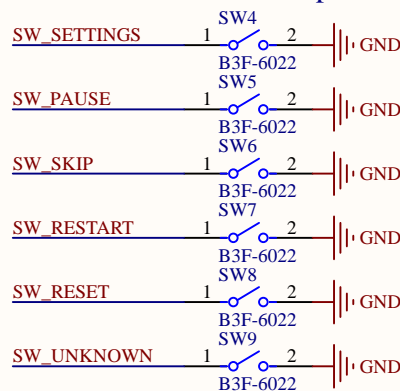 SW4
SW_SETTINGS 1 2 GND
B3F-6022
SW5
SW_PAUSE 1 2 GND
B3F-6022
SW6
SW_SKIP 1 2 GND
B3F-6022
SW7
SW_RESTART 1 2 GND
B3F-6022
SW8
SW_RESET 1 2 GND
B3F-6022
SW9
SW_UNKNOWN 1 2 GND
B3F-6022